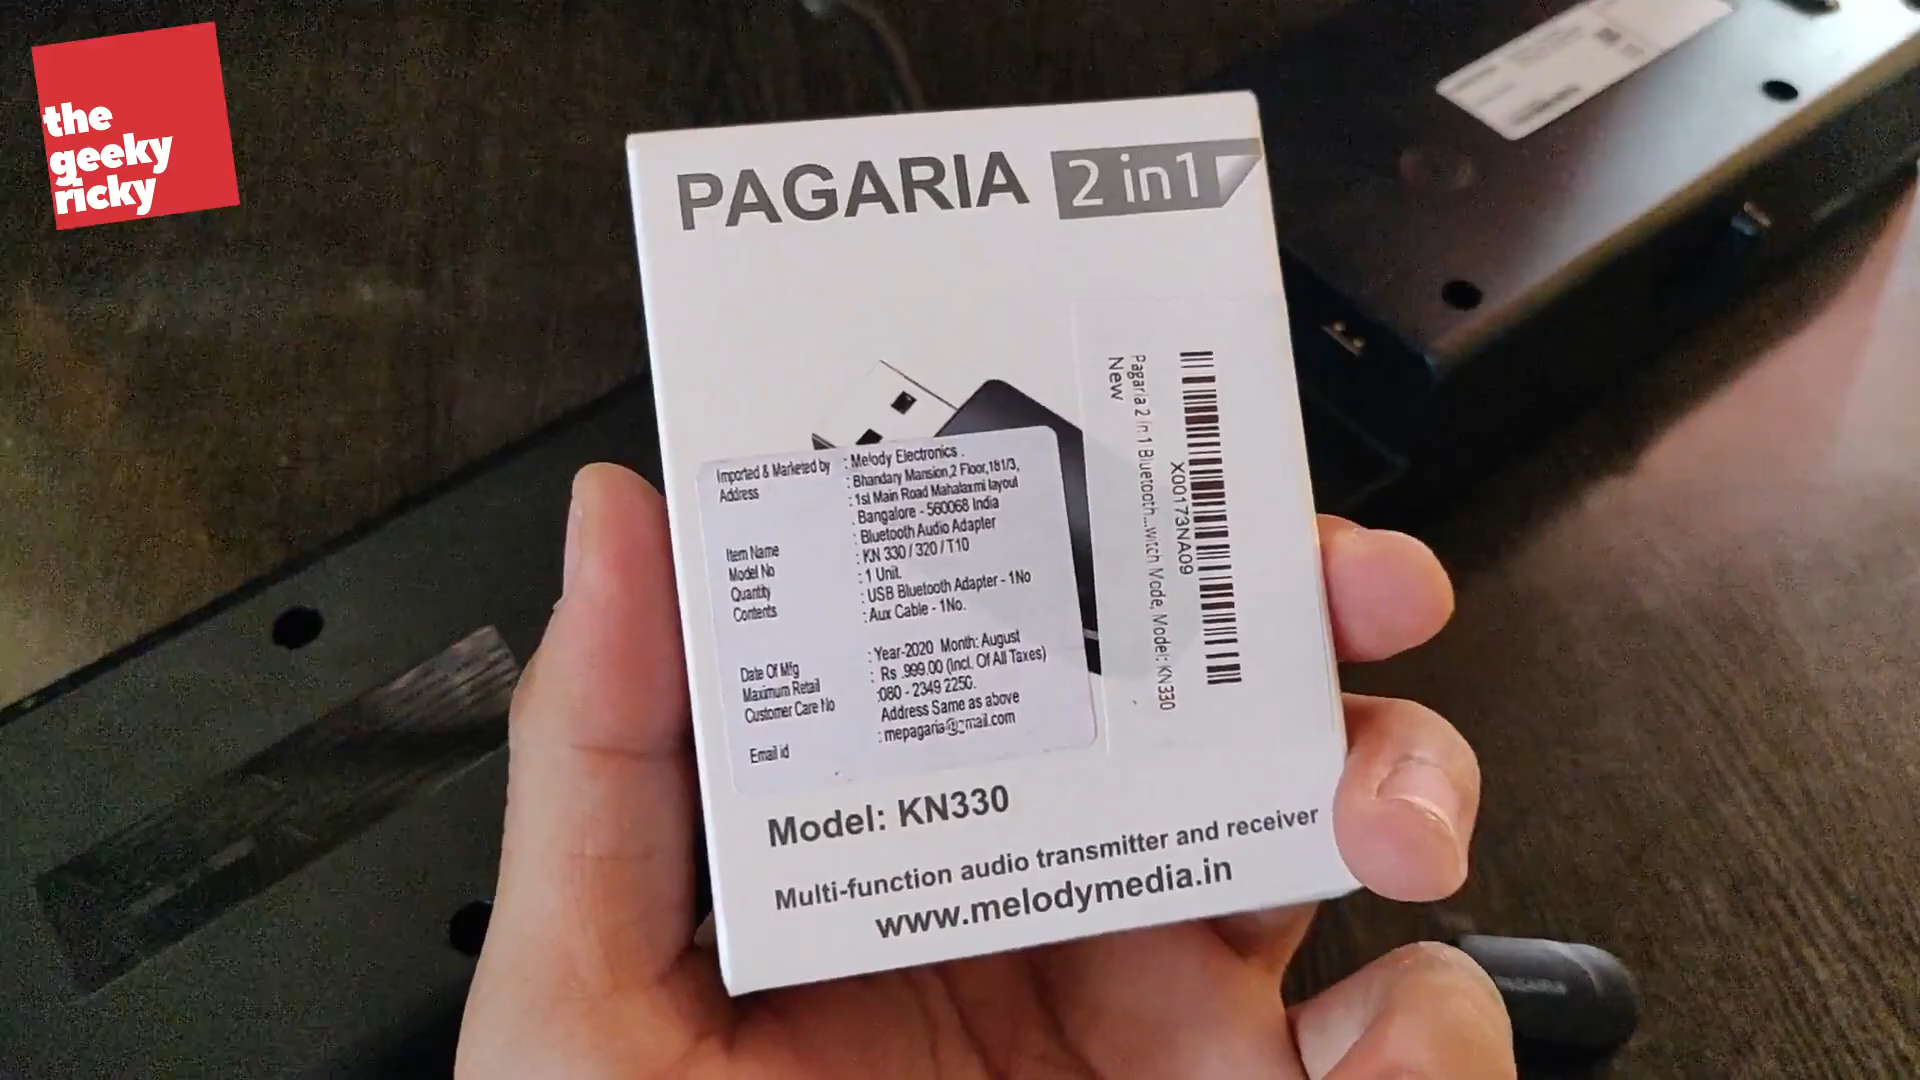 the
geeky
ricky
PAGARIA 2 in 1
Imported & Marketed by : Melody Electronics .
Address : Bhandary Mansion,2 Floor,181/3,
: 1st Main Road Mahalaxmi layout
. Bangalore - 560068 India
Item Name : Bluetooth Audio Adapter
Model No : KN 330 / 320 / T10
Quantity : 1 Unit.
Contents : USB Bluetooth Adapter - 1No
: Aux Cable - 1No.
Date Of Mfg : Year-2020 Month: August
Maximum Retail : Rs .999.00 (Incl. Of All Taxes)
Customer Care No :080 - 2349 2250.
Address Same as above
Email id : mepagaria@gmail.com
X00173NA09
Pagaria 2 in 1 Bluetooth...witch Mode, Model: KN330
New
Model: KN330
Multi-function audio transmitter and receiver
www.melodymedia.in